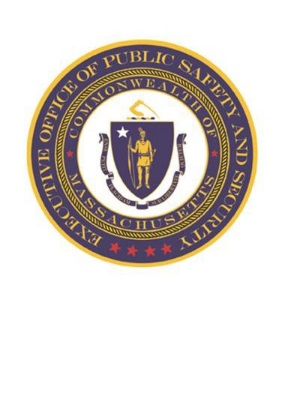 EXECUTIVE OFFICE OF PUBLIC SAFETY AND SECURITY
COMMONWEALTH OF
MASSACHUSETTS